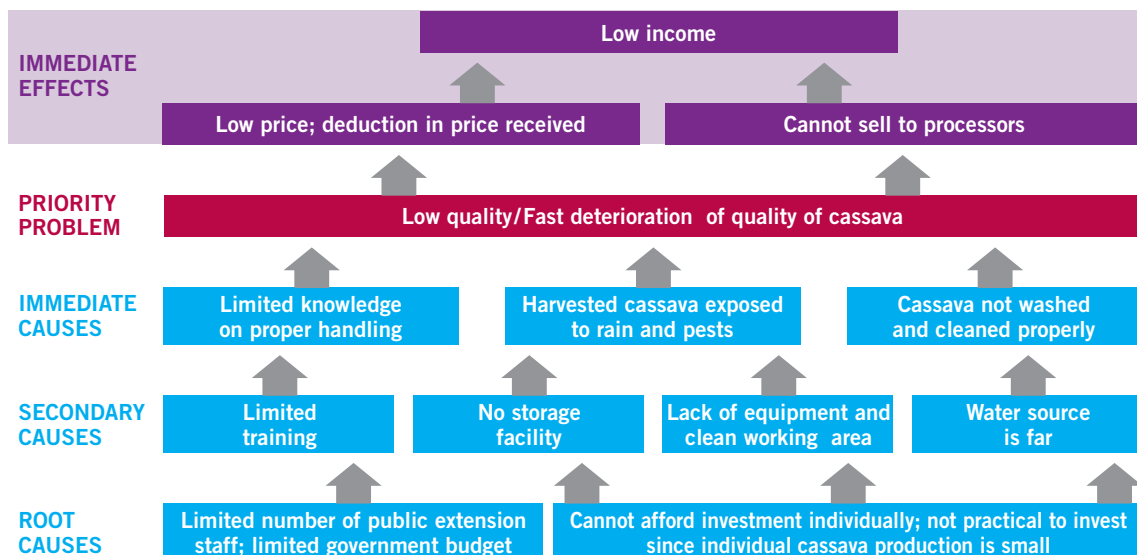 IMMEDIATE
EFFECTS
Low income
Low price; deduction in price received
Cannot sell to processors
PRIORITY
PROBLEM
Low quality/Fast deterioration of quality of cassava
IMMEDIATE
CAUSES
Limited knowledge
on proper handling
Harvested cassava exposed
to rain and pests
Cassava not washed
and cleaned properly
SECONDARY
CAUSES
Limited
training
No storage
facility
Lack of equipment and
clean working area
Water source
is far
ROOT
CAUSES
Limited number of public extension
staff; limited government budget
Cannot afford investment individually; not practical to invest
since individual cassava production is small